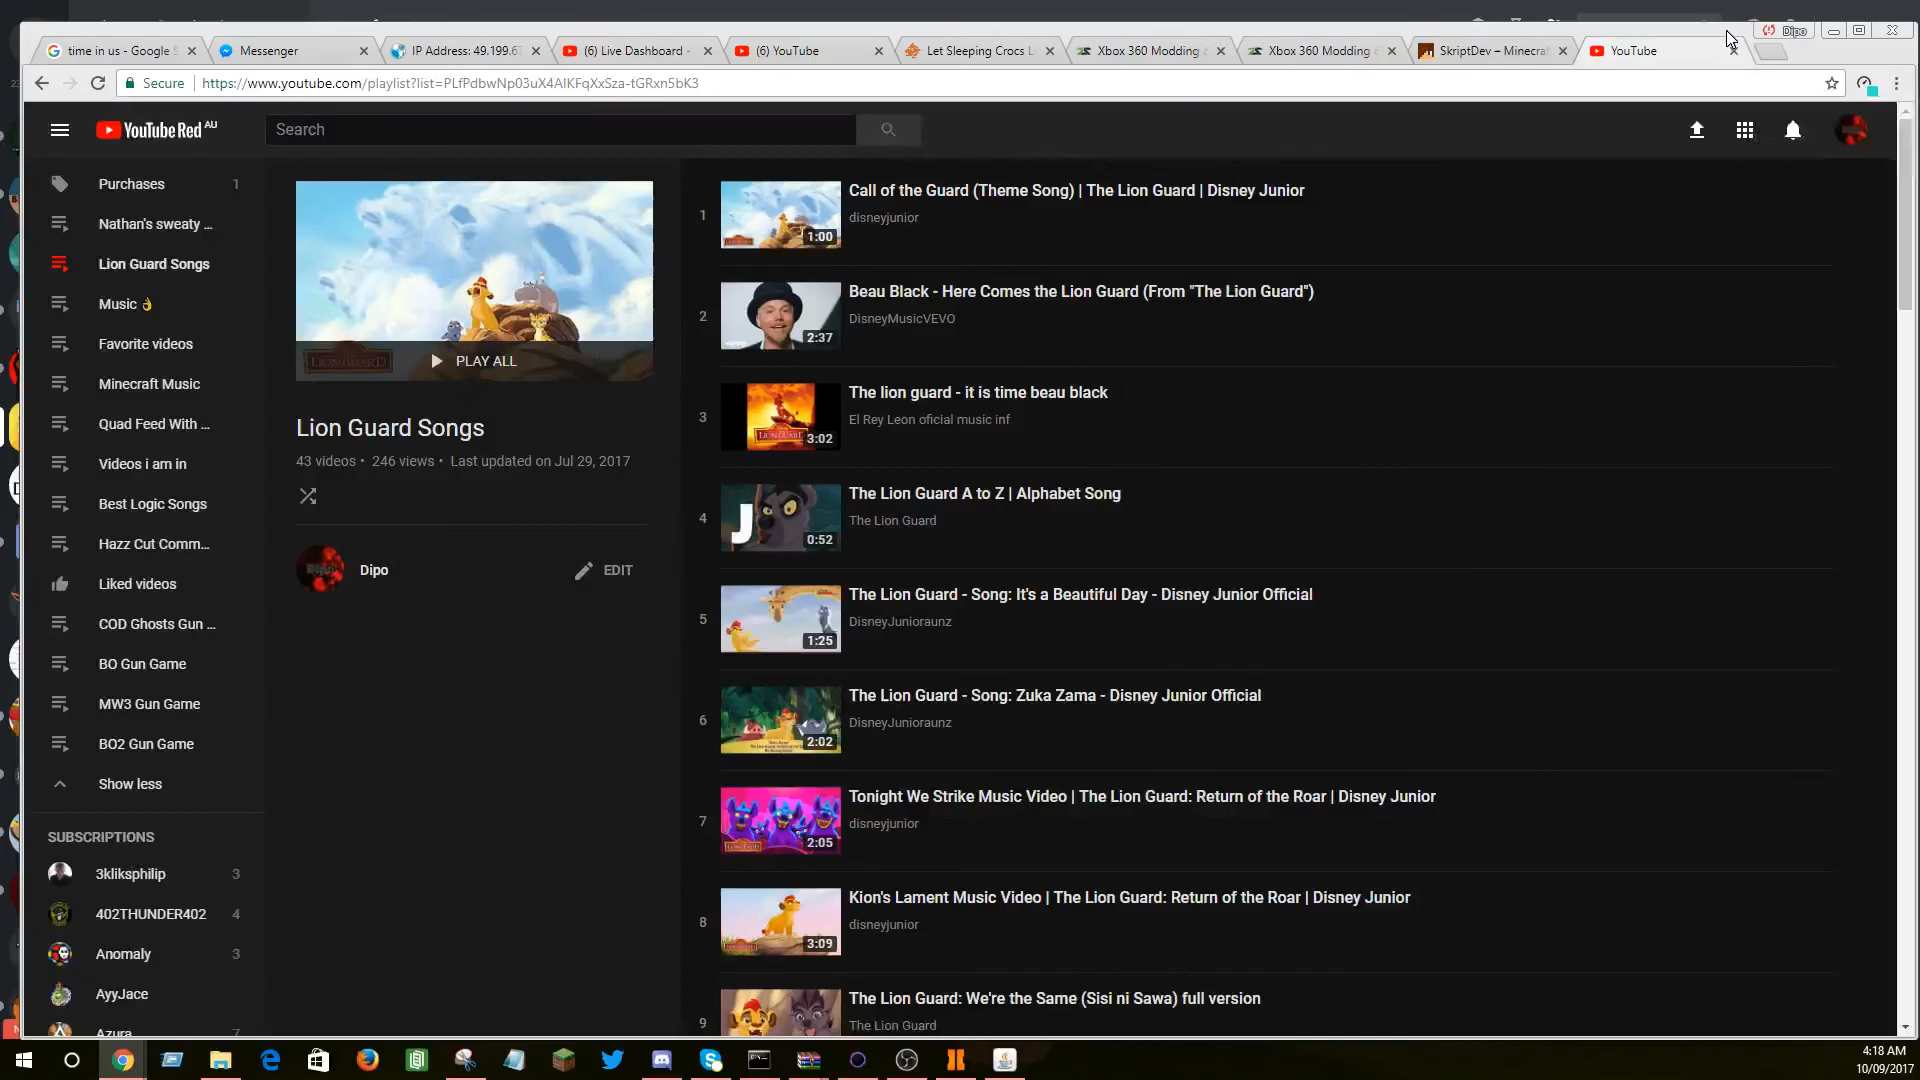 time in us - Google S
Messenger
IP Address: 49.199.67
(6) Live Dashboard -
(6) YouTube
Let Sleeping Crocs L
Xbox 360 Modding
Xbox 360 Modding
SkriptDev – Minecra
YouTube
Dipo
Secure
https://www.youtube.com/playlist?list=PLfPdbwNp03uX4AlKFqXxSza-tGRxn5bK3
YouTube Red AU
Search
Purchases 1
Nathan's sweaty ...
Lion Guard Songs
Music 👌
Favorite videos
Minecraft Music
Quad Feed With ...
Videos i am in
Best Logic Songs
Hazz Cut Comm...
Liked videos
COD Ghosts Gun ...
BO Gun Game
MW3 Gun Game
BO2 Gun Game
Show less
SUBSCRIPTIONS
3kliksphilip 3
402THUNDER402 4
Anomaly 3
AyyJace
Azura 7
LION GUARD
PLAY ALL
Lion Guard Songs
43 videos • 246 views • Last updated on Jul 29, 2017
Dipo
EDIT
1
1:00
Call of the Guard (Theme Song) | The Lion Guard | Disney Junior
disneyjunior
2
2:37
Beau Black - Here Comes the Lion Guard (From "The Lion Guard")
DisneyMusicVEVO
3
LION GUARD
3:02
The lion guard - it is time beau black
El Rey Leon oficial music inf
4
J
0:52
The Lion Guard A to Z | Alphabet Song
The Lion Guard
5
1:25
The Lion Guard - Song: It's a Beautiful Day - Disney Junior Official
DisneyJunioraunz
6
2:02
The Lion Guard - Song: Zuka Zama - Disney Junior Official
DisneyJunioraunz
7
2:05
Tonight We Strike Music Video | The Lion Guard: Return of the Roar | Disney Junior
disneyjunior
8
3:09
Kion's Lament Music Video | The Lion Guard: Return of the Roar | Disney Junior
disneyjunior
9
The Lion Guard: We're the Same (Sisi ni Sawa) full version
The Lion Guard
4:18 AM
10/09/2017